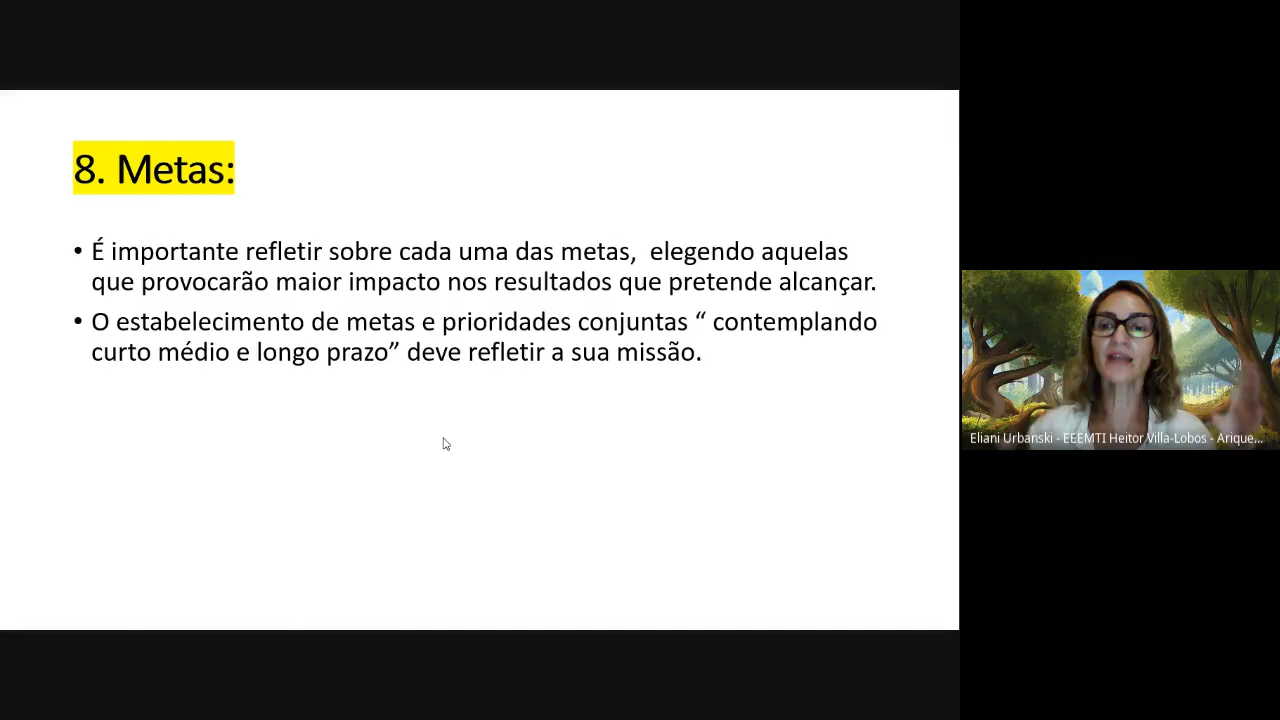 8. Metas:
• É importante refletir sobre cada uma das metas,  elegendo aquelas
que provocarão maior impacto nos resultados que pretende alcançar.
• O estabelecimento de metas e prioridades conjuntas “ contemplando
curto médio e longo prazo” deve refletir a sua missão.
Eliani Urbanski - EEEMTI Heitor Villa-Lobos - Arique...